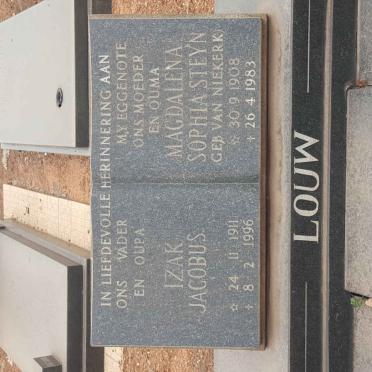 IN LIEFDEVOLLE HERINNERING AAN
ONS VADER
EN OUPA
IZAK
JACOBUS
☆ 24 · 11 · 1911
✝ 8 · 2 · 1996
MY EGGENOTE
ONS MOEDER
EN OUMA
MAGDALENA
SOPHIA STEYN
GEB VAN NIEKERK
☆ 30 · 9 · 1908
✝ 26 · 4 · 1983
LOUW